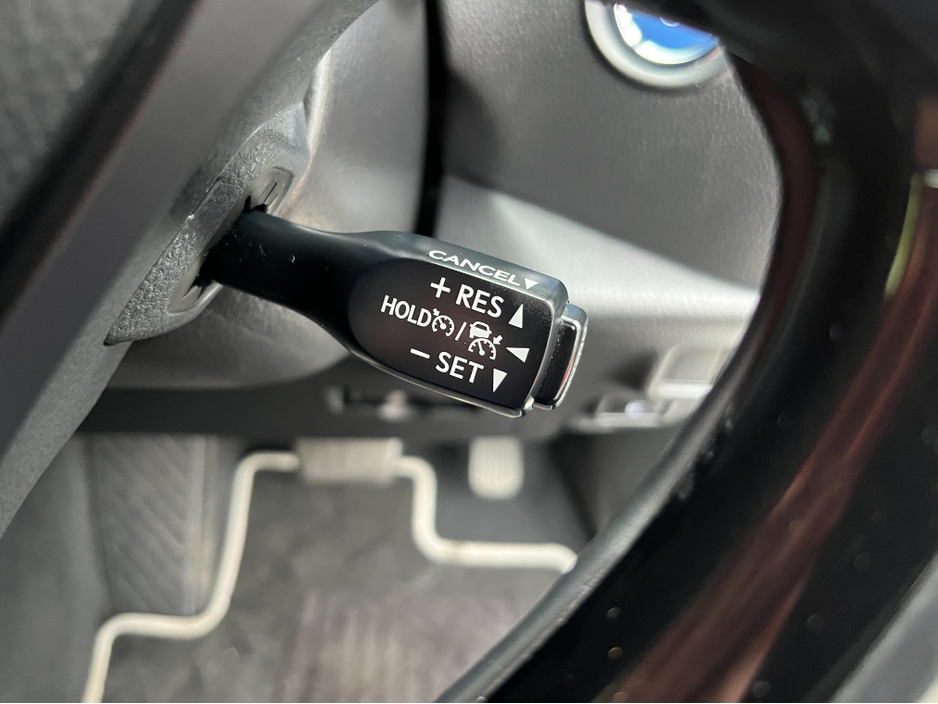 CANCEL▼
+ RES ▲
HOLD / ◀
− SET ▼